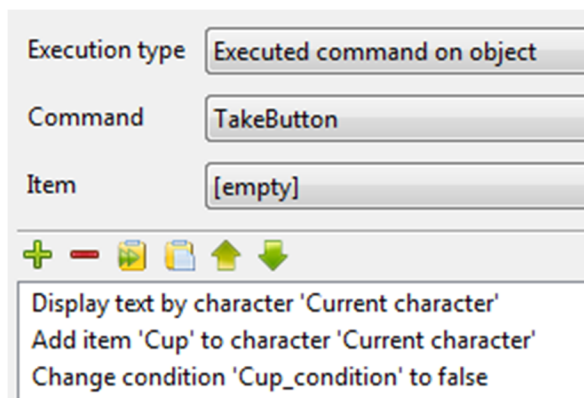 Execution type Executed command on object
Command TakeButton
Item [empty]
Display text by character 'Current character'
Add item 'Cup' to character 'Current character'
Change condition 'Cup_condition' to false